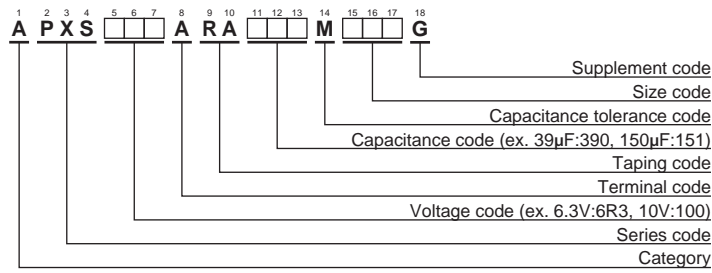 1 2 3 4 5 6 7 8 9 10 11 12 13 14 15 16 17 18
A P X S A R A M G
Supplement code
Size code
Capacitance tolerance code
Capacitance code (ex. 39μF:390, 150μF:151)
Taping code
Terminal code
Voltage code (ex. 6.3V:6R3, 10V:100)
Series code
Category